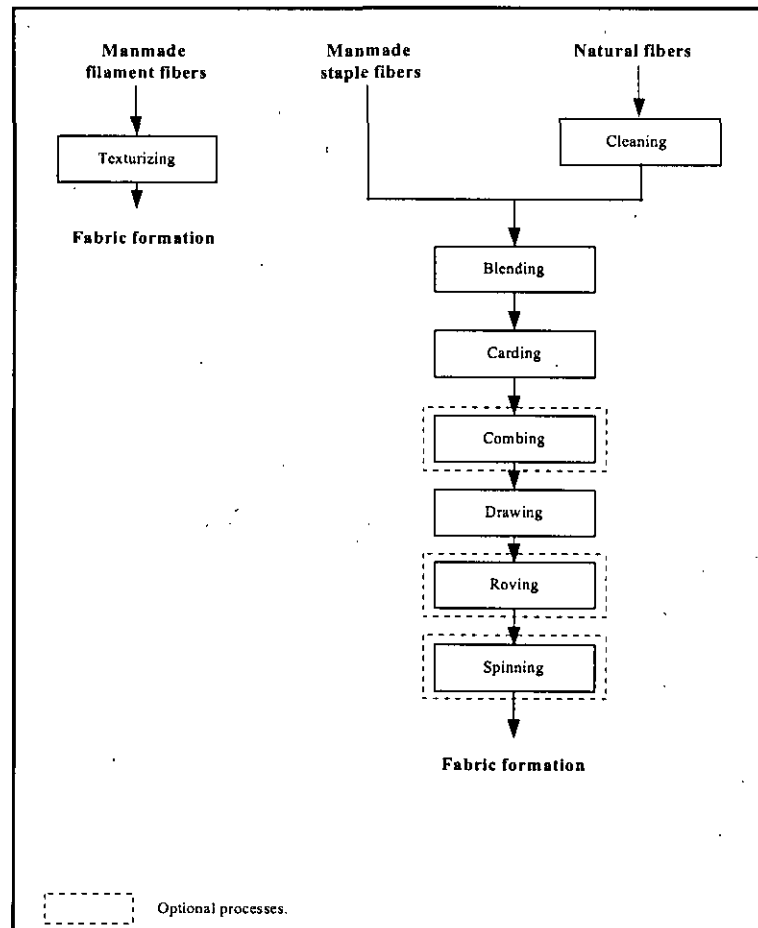 Manmade
filament fibers
Manmade
staple fibers
Natural fibers
Texturizing
Cleaning
Fabric formation
Blending
Carding
Combing
Drawing
Roving
Spinning
Fabric formation
Optional processes.